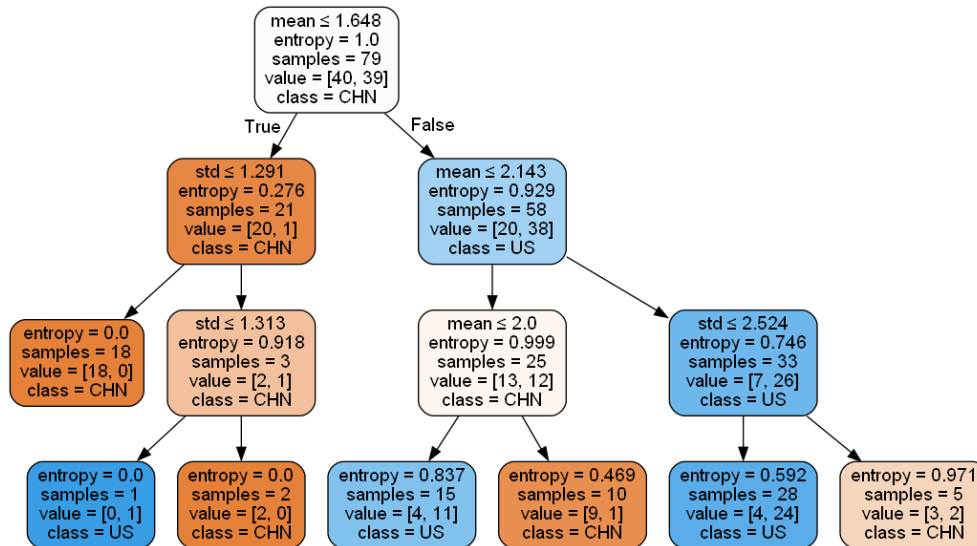 mean ≤ 1.648
entropy = 1.0
samples = 79
value = [40, 39]
class = CHN
True
False
std ≤ 1.291
entropy = 0.276
samples = 21
value = [20, 1]
class = CHN
mean ≤ 2.143
entropy = 0.929
samples = 58
value = [20, 38]
class = US
entropy = 0.0
samples = 18
value = [18, 0]
class = CHN
std ≤ 1.313
entropy = 0.918
samples = 3
value = [2, 1]
class = CHN
mean ≤ 2.0
entropy = 0.999
samples = 25
value = [13, 12]
class = CHN
std ≤ 2.524
entropy = 0.746
samples = 33
value = [7, 26]
class = US
entropy = 0.0
samples = 1
value = [0, 1]
class = US
entropy = 0.0
samples = 2
value = [2, 0]
class = CHN
entropy = 0.837
samples = 15
value = [4, 11]
class = US
entropy = 0.469
samples = 10
value = [9, 1]
class = CHN
entropy = 0.592
samples = 28
value = [4, 24]
class = US
entropy = 0.971
samples = 5
value = [3, 2]
class = CHN